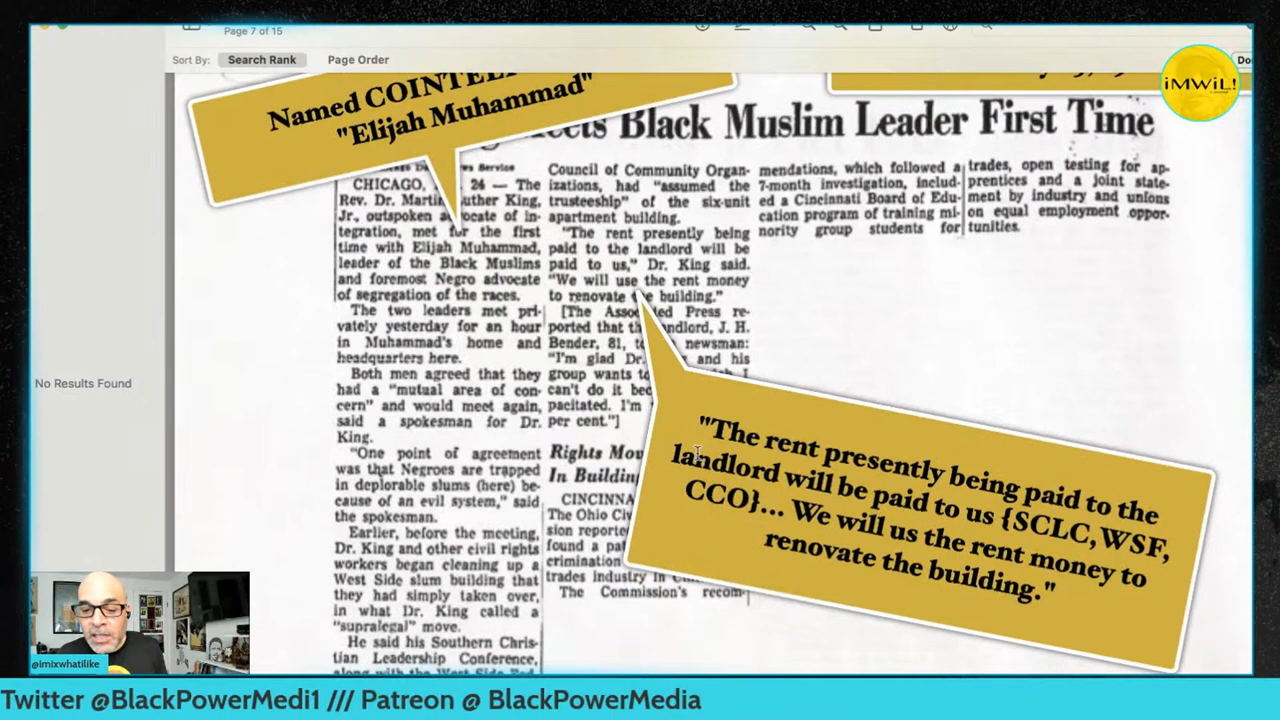 Page 7 of 15
Sort By: Search Rank Page Order
iMWiL!
No Results Found
Named
"Elijah Muhammad"
Black Muslim Leader First Time
Service
CHICAGO, 24 — The
Rev. Dr. Martin Luther King,
Jr., outspoken advocate of in-
tegration, met for the first
time with Elijah Muhammad,
leader of the Black Muslims
and foremost Negro advocate
of segregation of the races.
The two leaders met pri-
vately yesterday for an hour
in Muhammad's home and
headquarters here.
Both men agreed that they
had a "mutual area of con-
cern" and would meet again,
said a spokesman for Dr.
King.
"One point of agreement
was that Negroes are trapped
in deplorable slums (here) be-
cause of an evil system," said
the spokesman.
Earlier, before the meeting,
Dr. King and other civil rights
workers began cleaning up a
West Side slum building that
they had simply taken over,
in what Dr. King called a
"supralegal" move.
He said his Southern Chris-
tian Leadership Conference,
along with the West Side
Council of Community Organ-
izations, had "assumed the
trusteeship" of the six-unit
apartment building.
"The rent presently being
paid to the landlord will be
paid to us," Dr. King said.
"We will use the rent money
to renovate the building."
[The Associated Press re-
ported that landlord, J. H.
Bender, 81, newsman:
"I'm glad Dr. and his
group wants to I
can't do it
pacitated. I'm
per cent."]
Rights
In Building
The Ohio
sion reported
found a
crimination
trades industry in
The Commission's recom-
mendations, which followed a
7-month investigation, includ-
ed a Cincinnati Board of Edu-
cation program of training mi-
nority group students for
trades, open testing for ap-
prentices and a joint state-
ment by industry and unions
on equal employment oppor-
tunities.
"The rent presently being paid to the
landlord will be paid to us {SCLC, WSF,
CCO}... We will us the rent money to
renovate the building."
@imixwhatilike
Twitter @BlackPowerMedi1 /// Patreon @ BlackPowerMedia